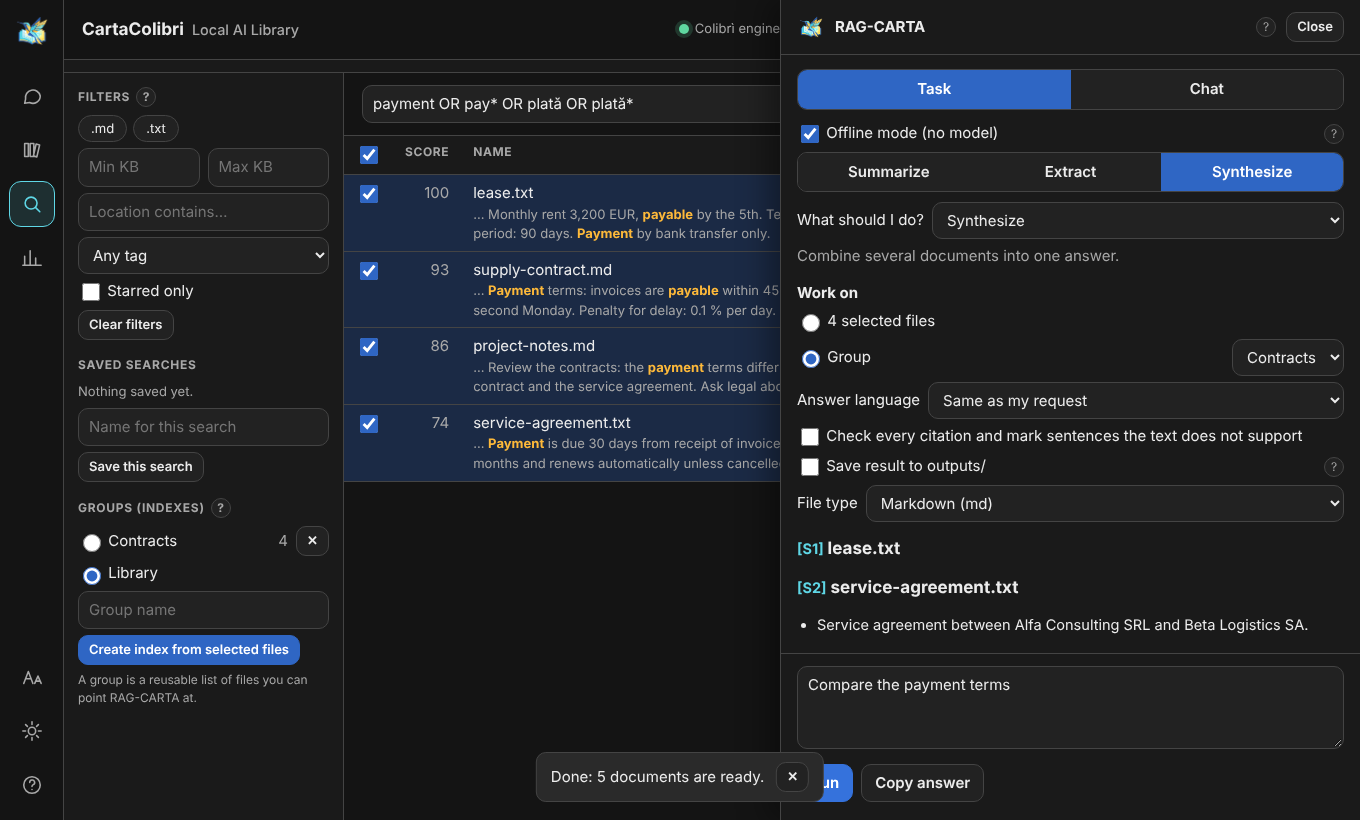 CartaColibri Local AI Library
Colibrì engine
FILTERS ?
.md .txt
Min KB Max KB
Location contains...
Any tag
Starred only
Clear filters
SAVED SEARCHES
Nothing saved yet.
Name for this search
Save this search
GROUPS (INDEXES) ?
Contracts 4 ×
Library
Group name
Create index from selected files
A group is a reusable list of files you can
point RAG-CARTA at.
payment OR pay* OR plată OR plată*
SCORE NAME
100 lease.txt
... Monthly rent 3,200 EUR, payable by the 5th. Te
period: 90 days. Payment by bank transfer only.
93 supply-contract.md
... Payment terms: invoices are payable within 45
second Monday. Penalty for delay: 0.1 % per day.
86 project-notes.md
... Review the contracts: the payment terms differ
contract and the service agreement. Ask legal abo
74 service-agreement.txt
... Payment is due 30 days from receipt of invoice
months and renews automatically unless cancelle
RAG-CARTA ? Close
Task Chat
Offline mode (no model) ?
Summarize Extract Synthesize
What should I do? Synthesize
Combine several documents into one answer.
Work on
4 selected files
Group Contracts
Answer language Same as my request
Check every citation and mark sentences the text does not support
Save result to outputs/ ?
File type Markdown (md)
[S1] lease.txt
[S2] service-agreement.txt
• Service agreement between Alfa Consulting SRL and Beta Logistics SA.
Compare the payment terms
un Copy answer
Done: 5 documents are ready. ×
AA
?